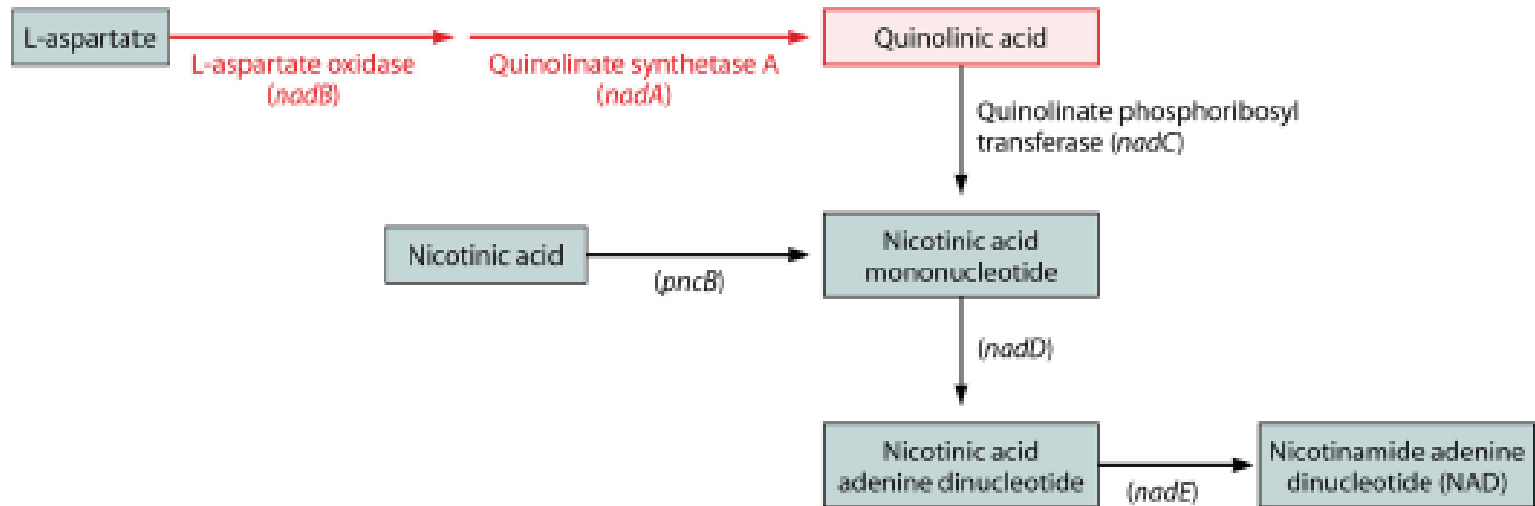 L-aspartate
L-aspartate oxidase
(nadB)
Quinolinate synthetase A
(nadA)
Quinolinic acid
Quinolinate phosphoribosyl
transferase (nadC)
Nicotinic acid
(pncB)
Nicotinic acid
mononucleotide
(nadD)
Nicotinic acid
adenine dinucleotide
(nadE)
Nicotinamide adenine
dinucleotide (NAD)